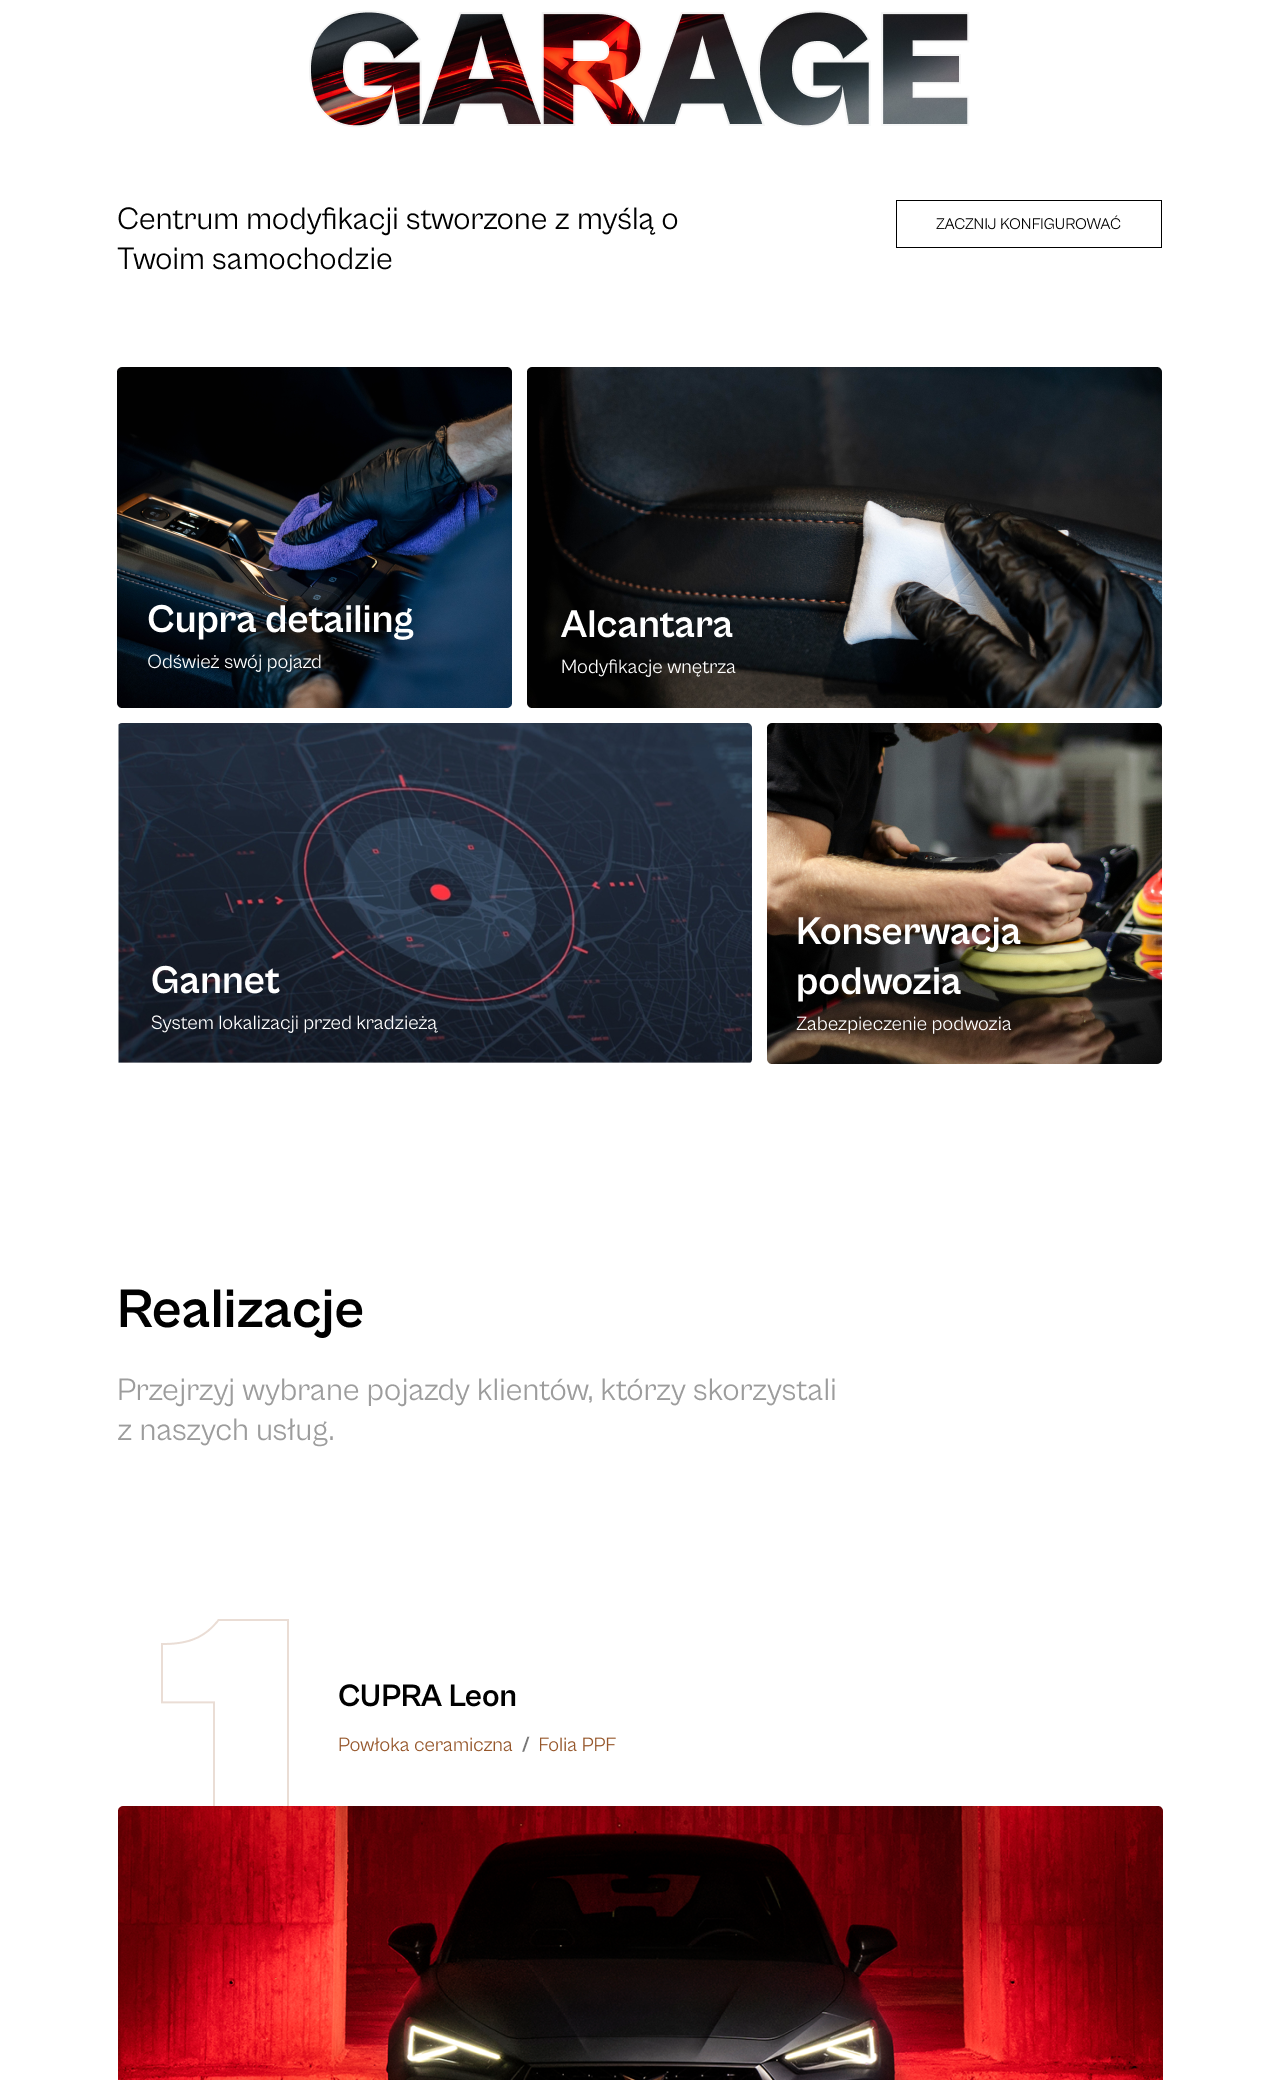 GARAGE
Centrum modyfikacji stworzone z myślą o
Twoim samochodzie
ZACZNIJ KONFIGUROWAĆ
Cupra detailing
Odśwież swój pojazd
Alcantara
Modyfikacje wnętrza
Gannet
System lokalizacji przed kradzieżą
Konserwacja
podwozia
Zabezpieczenie podwozia
Realizacje
Przejrzyj wybrane pojazdy klientów, którzy skorzystali
z naszych usług.
1
CUPRA Leon
Powłoka ceramiczna / Folia PPF